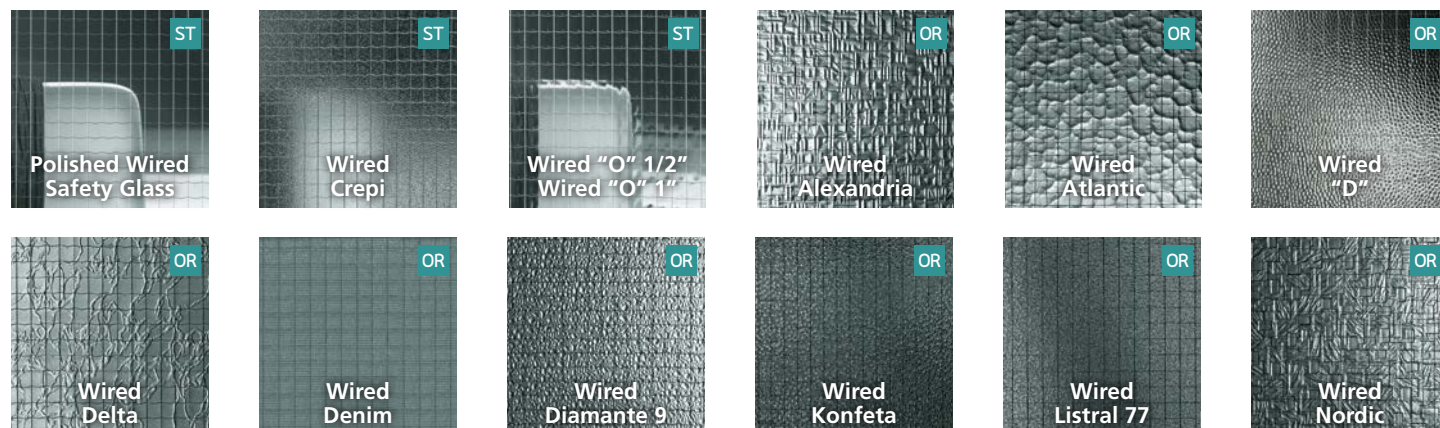 ST
Polished Wired
Safety Glass
ST
Wired
Crepi
ST
Wired “O” 1/2”
Wired “O” 1”
OR
Wired
Alexandria
OR
Wired
Atlantic
OR
Wired
“D”
OR
Wired
Delta
OR
Wired
Denim
OR
Wired
Diamante 9
OR
Wired
Konfeta
OR
Wired
Listral 77
OR
Wired
Nordic